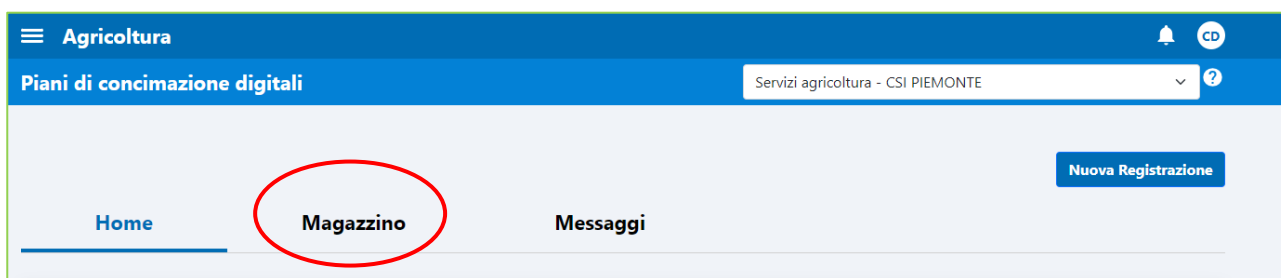 Agricoltura
CD
Piani di concimazione digitali
Servizi agricoltura - CSI PIEMONTE
?
Nuova Registrazione
Home Magazzino Messaggi